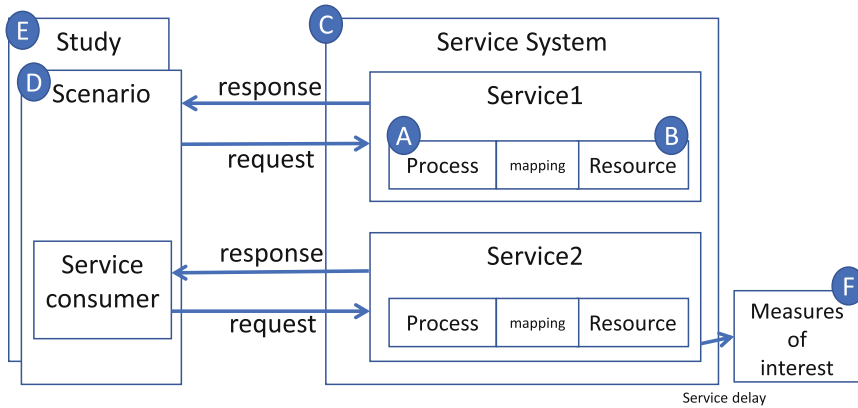 E
Study
D
Scenario
Service
consumer
response
request
response
request
C
Service System
Service1
A
B
Process
mapping
Resource
Service2
Process
mapping
Resource
F
Measures
of
interest
Service delay